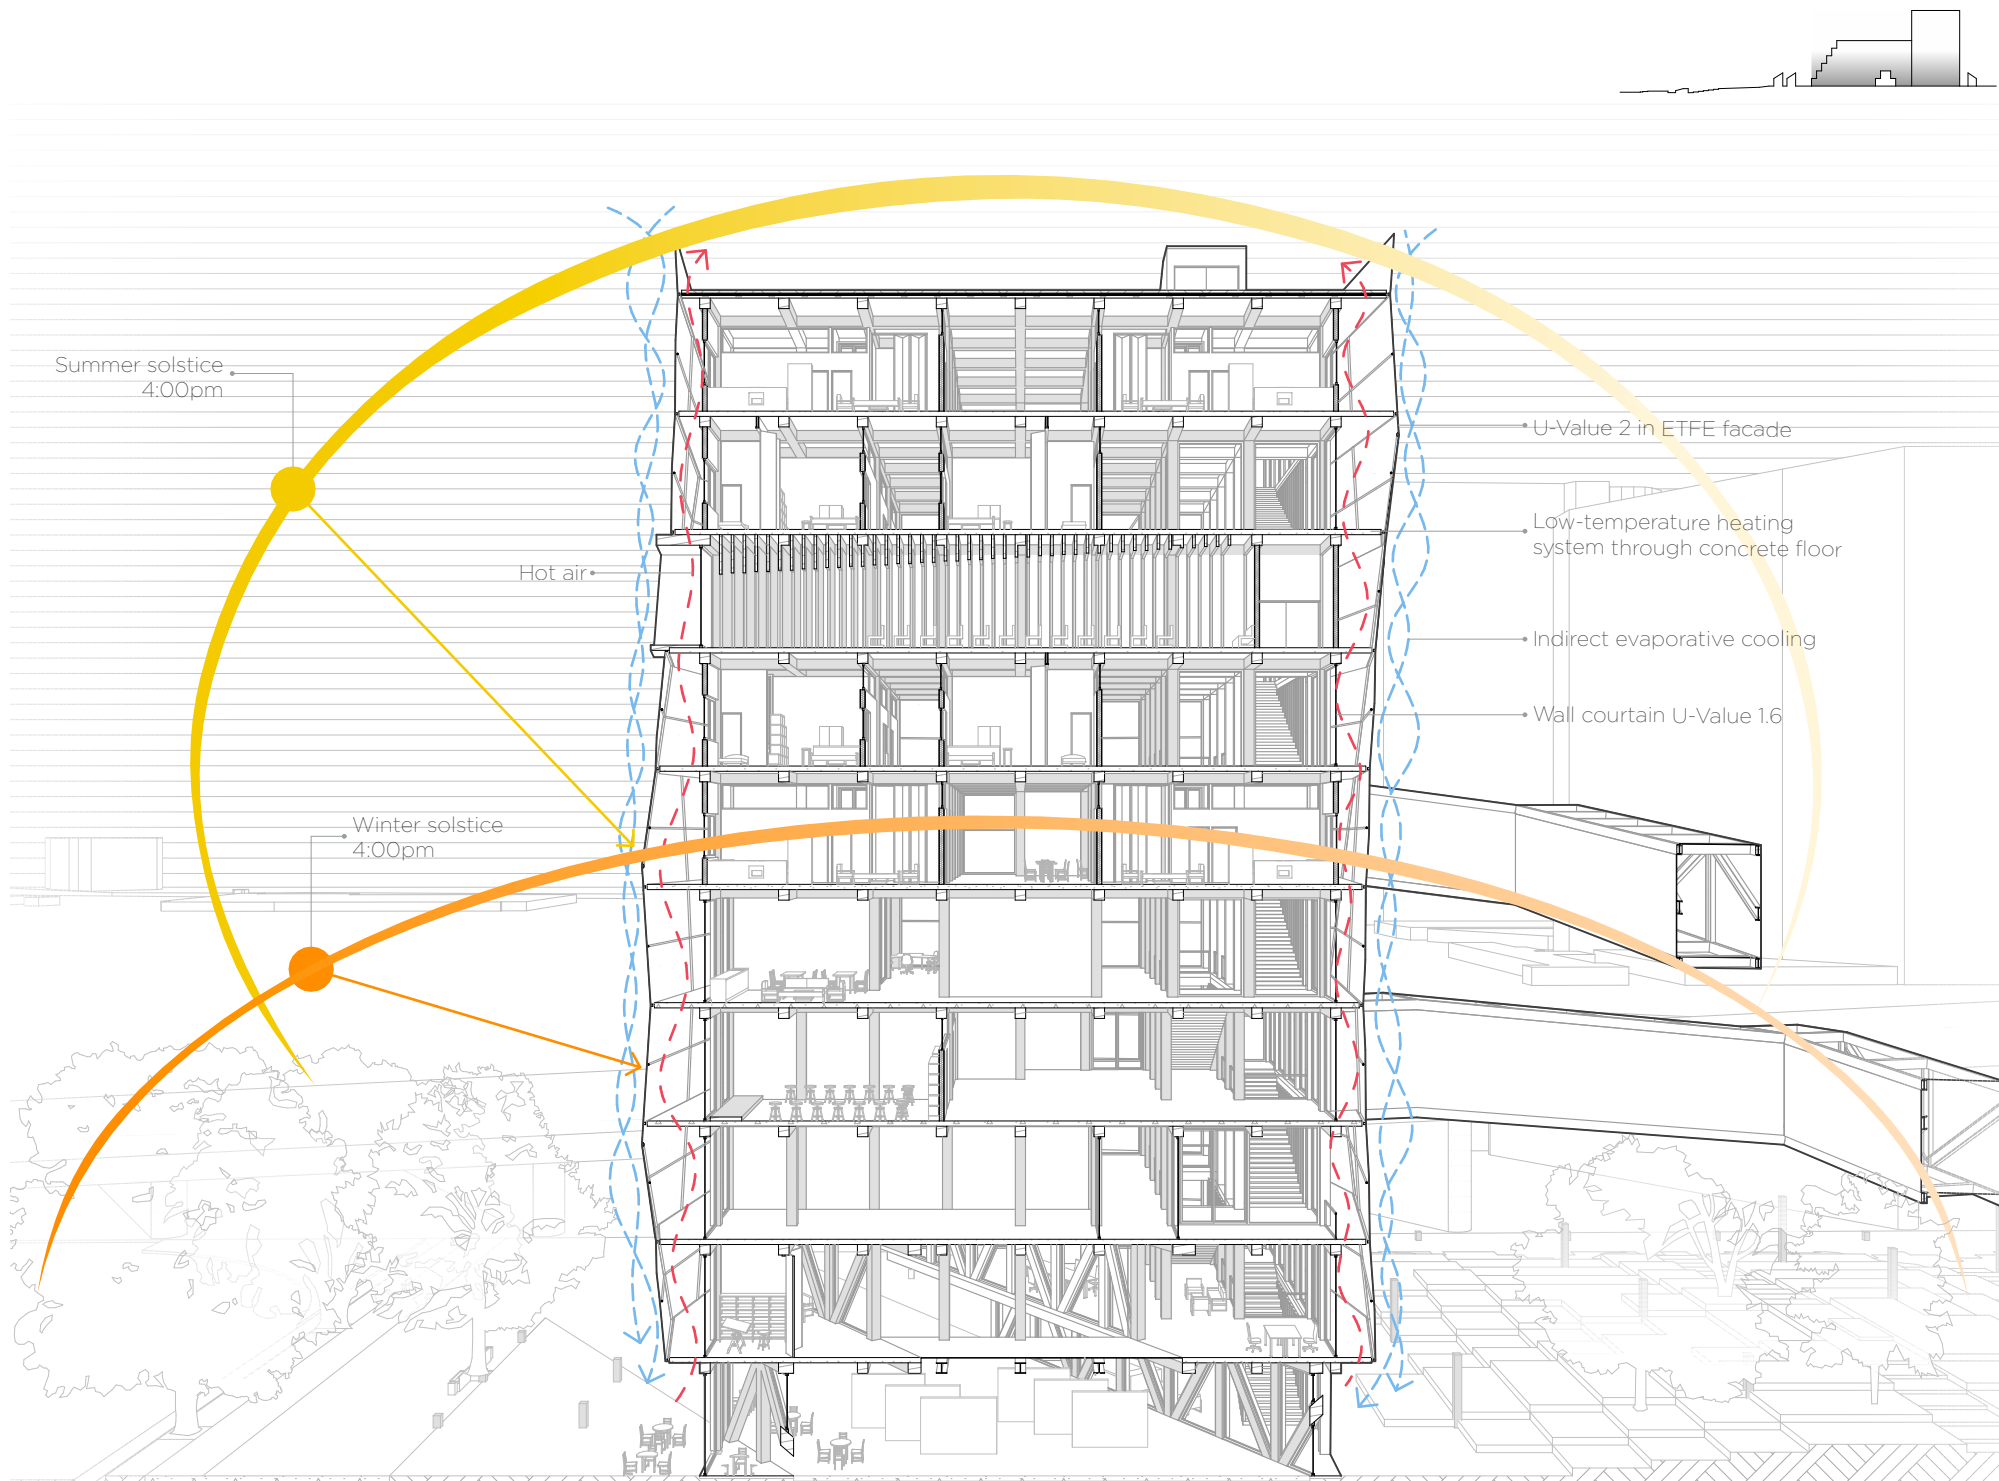 Summer solstice
4:00pm
U-Value 2 in ETFE facade
Low-temperature heating
system through concrete floor
Hot air
Indirect evaporative cooling
Wall courtain U-Value 1.6
Winter solstice
4:00pm